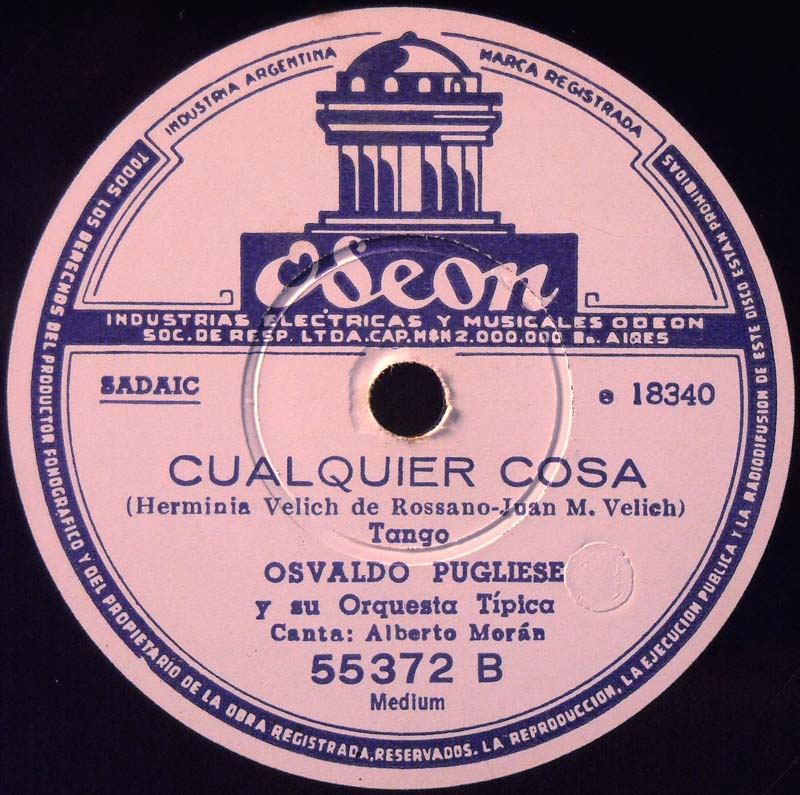 INDUSTRIA ARGENTINA
MARCA REGISTRADA
Odeon
INDUSTRIAS ELECTRICAS Y MUSICALES ODEON
SOC. DE RESP. LTDA. CAP. M$N 2.000.000 Bs. AIRES
SADAIC
e 18340
CUALQUIER COSA
(Herminia Velich de Rossano-Juan M. Velich)
Tango
OSVALDO PUGLIESE
y su Orquesta Típica
Canta: Alberto Morán
55372 B
Medium
TODOS LOS DERECHOS DEL PRODUCTOR FONOGRAFICO Y DEL PROPIETARIO DE LA OBRA REGISTRADA, RESERVADOS. LA REPRODUCCION, LA EJECUCION PUBLICA Y LA RADIODIFUSION DE ESTE DISCO ESTAN PROHIBIDAS